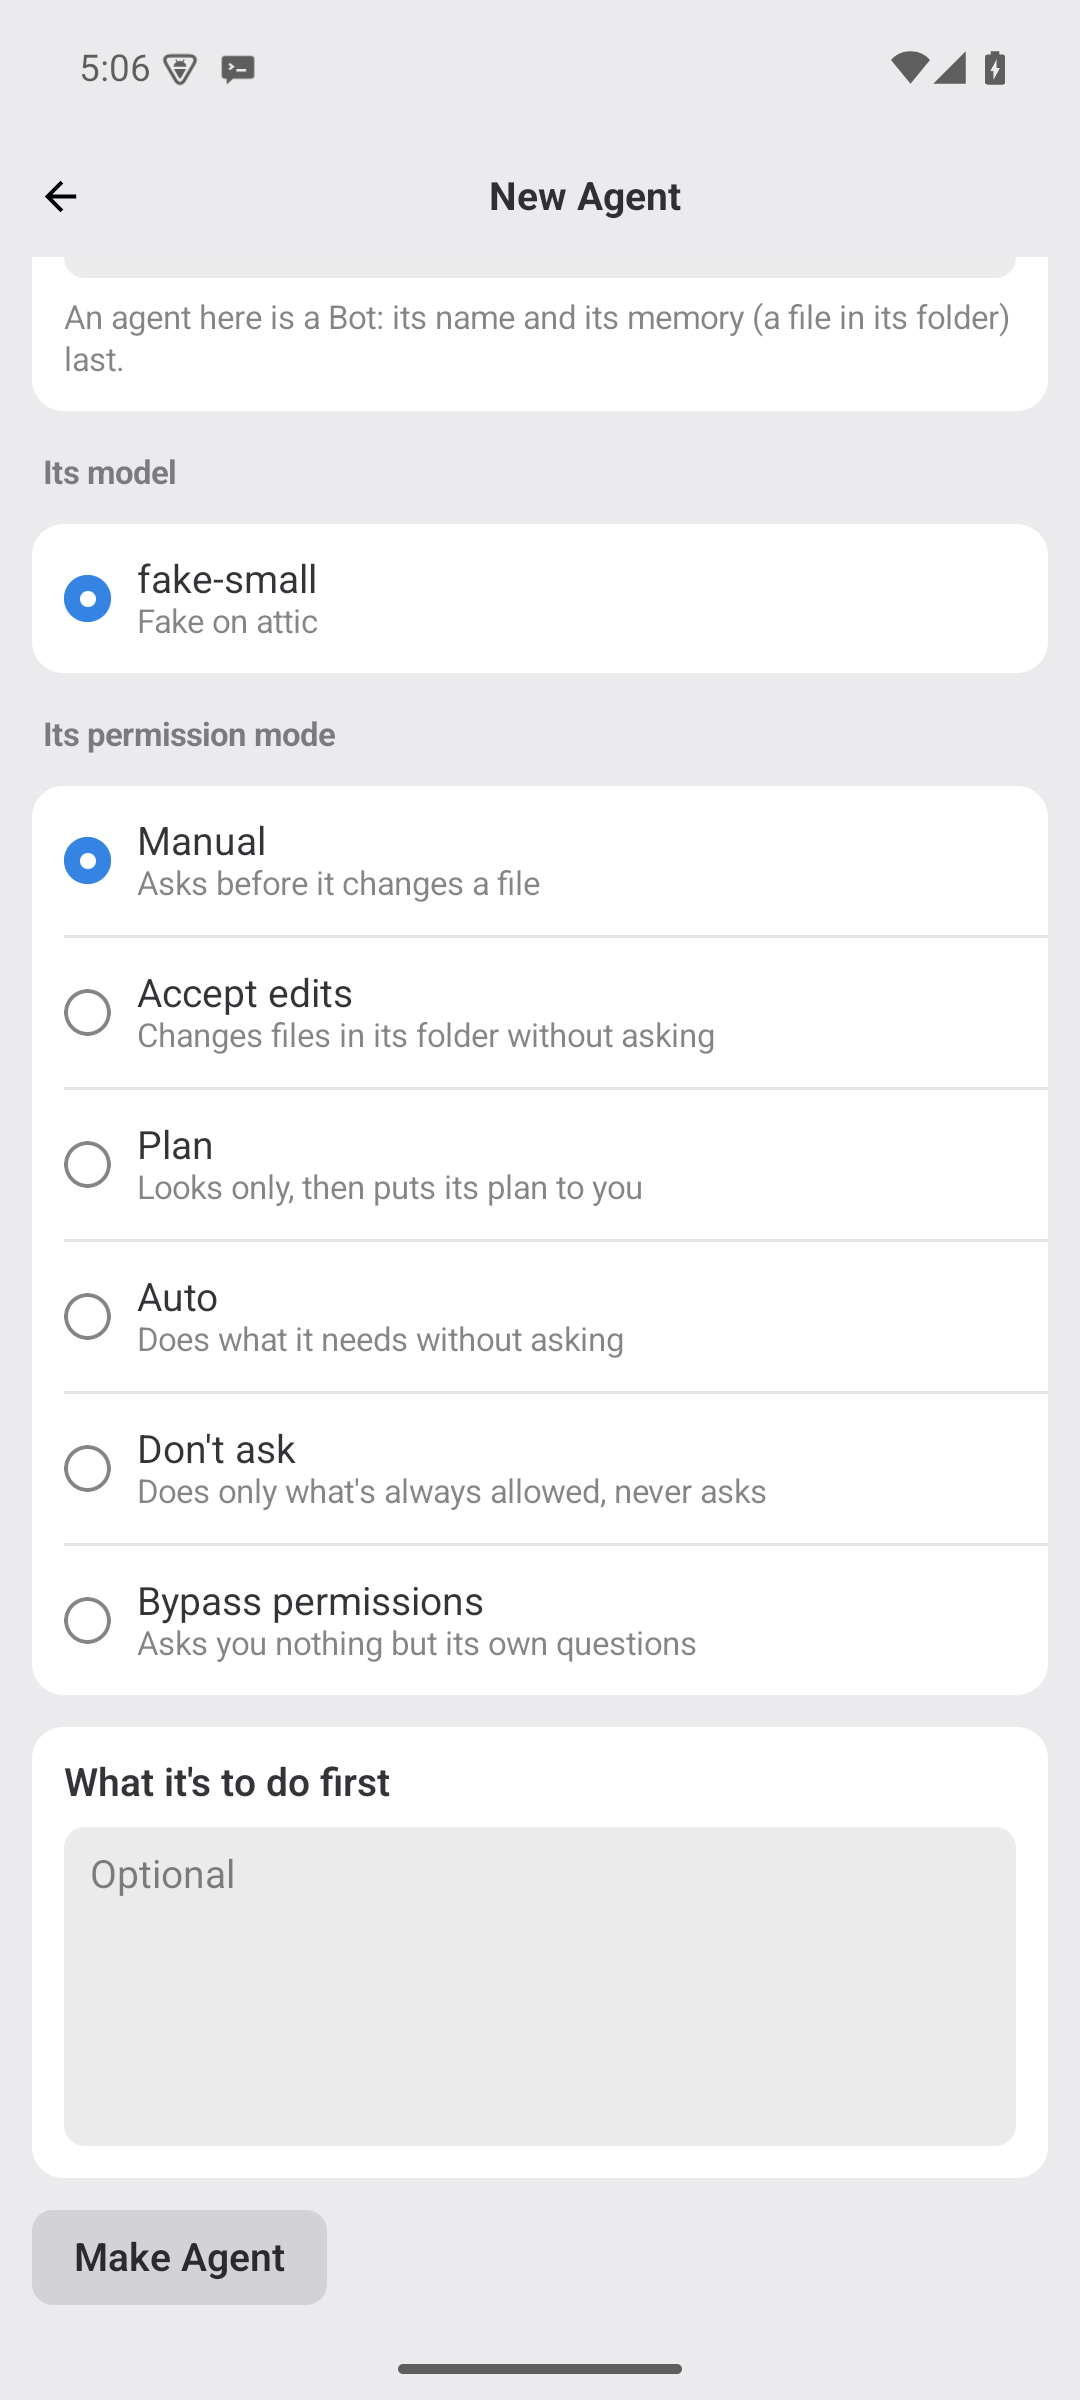 5:06
New Agent
An agent here is a Bot: its name and its memory (a file in its folder)
last.
Its model
fake-small
Fake on attic
Its permission mode
Manual
Asks before it changes a file
Accept edits
Changes files in its folder without asking
Plan
Looks only, then puts its plan to you
Auto
Does what it needs without asking
Don't ask
Does only what's always allowed, never asks
Bypass permissions
Asks you nothing but its own questions
What it's to do first
Optional
Make Agent